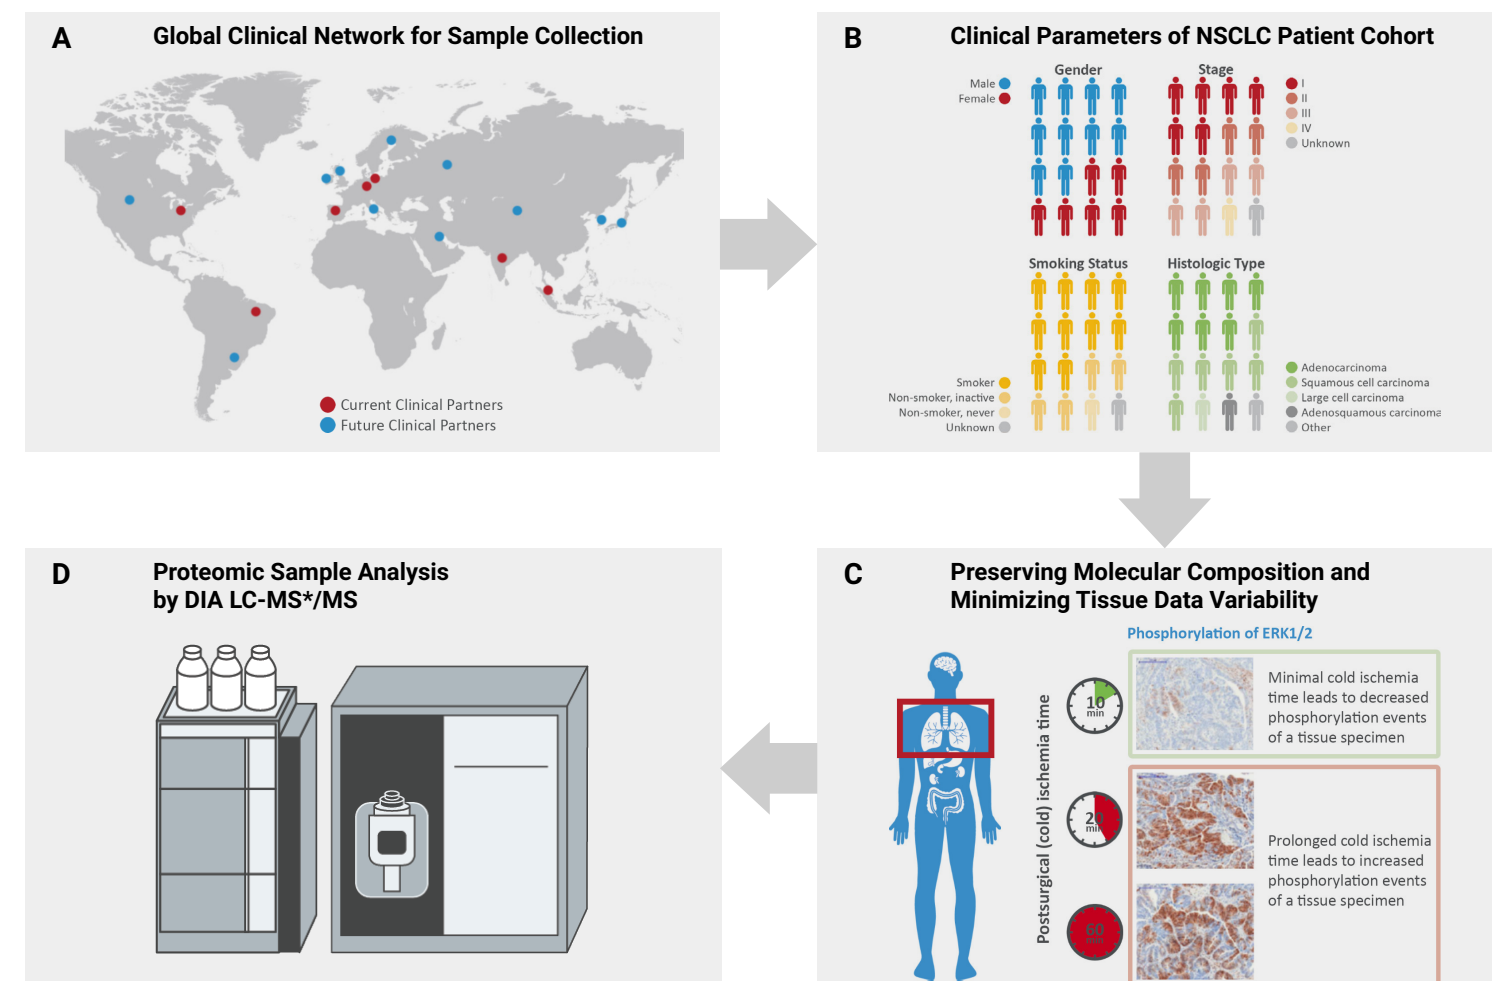 A
Global Clinical Network for Sample Collection
Current Clinical Partners
Future Clinical Partners
B
Clinical Parameters of NSCLC Patient Cohort
Gender
Male
Female
Stage
I
II
III
IV
Unknown
Smoking Status
Smoker
Non-smoker, inactive
Non-smoker, never
Unknown
Histologic Type
Adenocarcinoma
Squamous cell carcinoma
Large cell carcinoma
Adenosquamous carcinoma
Other
D
Proteomic Sample Analysis
by DIA LC-MS*/MS
C
Preserving Molecular Composition and
Minimizing Tissue Data Variability
Phosphorylation of ERK1/2
Postsurgical (cold) ischemia time
10
min
Minimal cold ischemia
time leads to decreased
phosphorylation events
of a tissue specimen
20
min
60
min
Prolonged cold ischemia
time leads to increased
phosphorylation events
of a tissue specimen